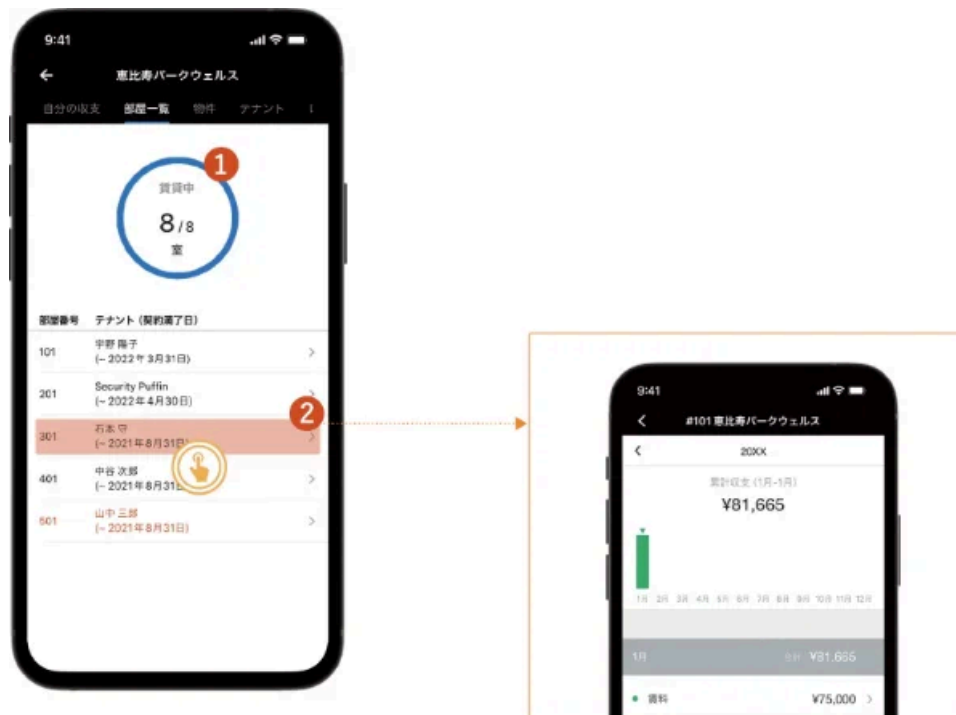 9:41
恵比寿パークウェルス
自分の収支 部屋一覧 物件 テナント
1
賃貸中
8/8
室
部屋番号 テナント (契約満了日)
101 宇野 陽子
(~ 2022年3月31日)
201 Security Puffin
(~ 2022年4月30日)
2
301 石本 守
(~ 2021年8月31日)
401 中谷 次郎
(~ 2021年8月31
501 山中 三郎
(~ 2021年8月31日)
9:41
#101 恵比寿パークウェルス
20XX
累計収支 (1月-1月)
¥81,665
1月 2月 3月 4月 5月 6月 7月 8月 9月 10月 11月 12月
1月 合計 ¥81,665
賃料 ¥75,000